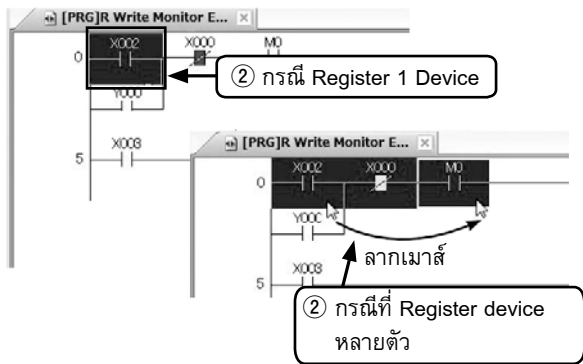 [PRG]R Write Monitor E...
X002 X000 M0
0
② กรณี Register 1 Device
Y000
X003
5
[PRG]R Write Monitor E...
X002 X000 M0
0
Y000
ลากเมาส์
X003
5
② กรณีที่ Register device
หลายตัว